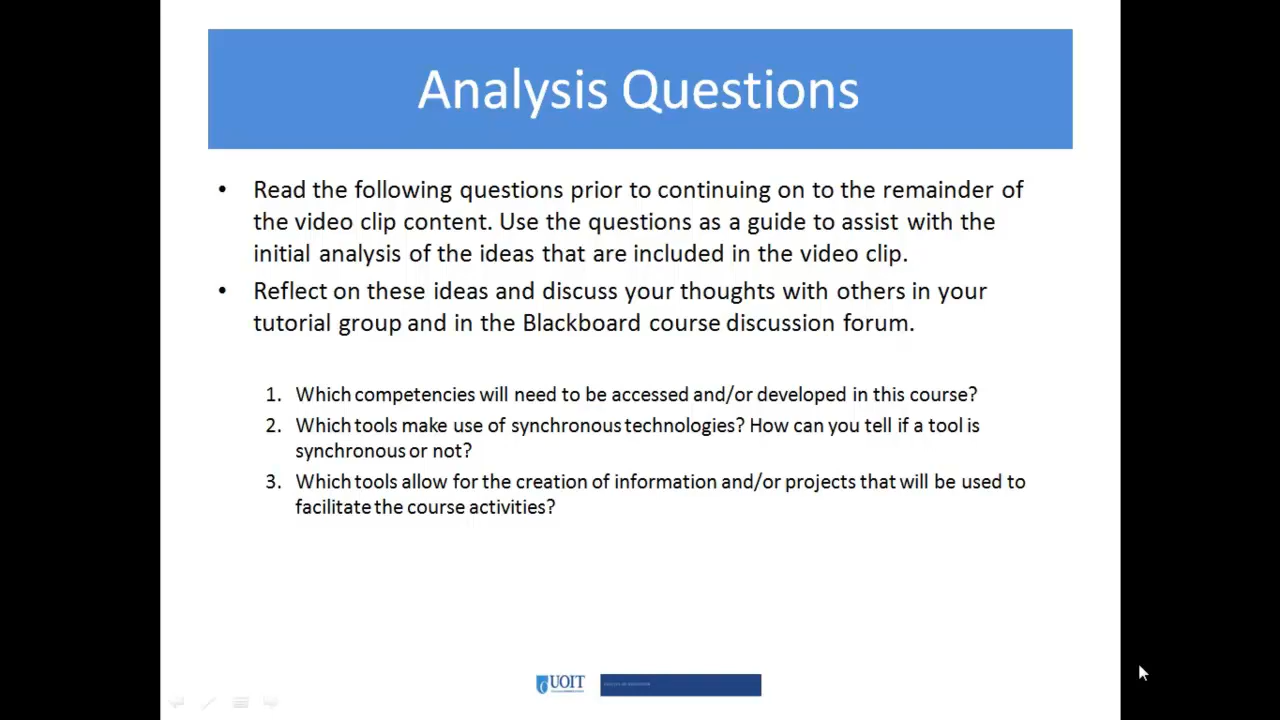 Analysis Questions
• Read the following questions prior to continuing on to the remainder of
the video clip content. Use the questions as a guide to assist with the
initial analysis of the ideas that are included in the video clip.
• Reflect on these ideas and discuss your thoughts with others in your
tutorial group and in the Blackboard course discussion forum.
1. Which competencies will need to be accessed and/or developed in this course?
2. Which tools make use of synchronous technologies? How can you tell if a tool is
synchronous or not?
3. Which tools allow for the creation of information and/or projects that will be used to
facilitate the course activities?
UOIT